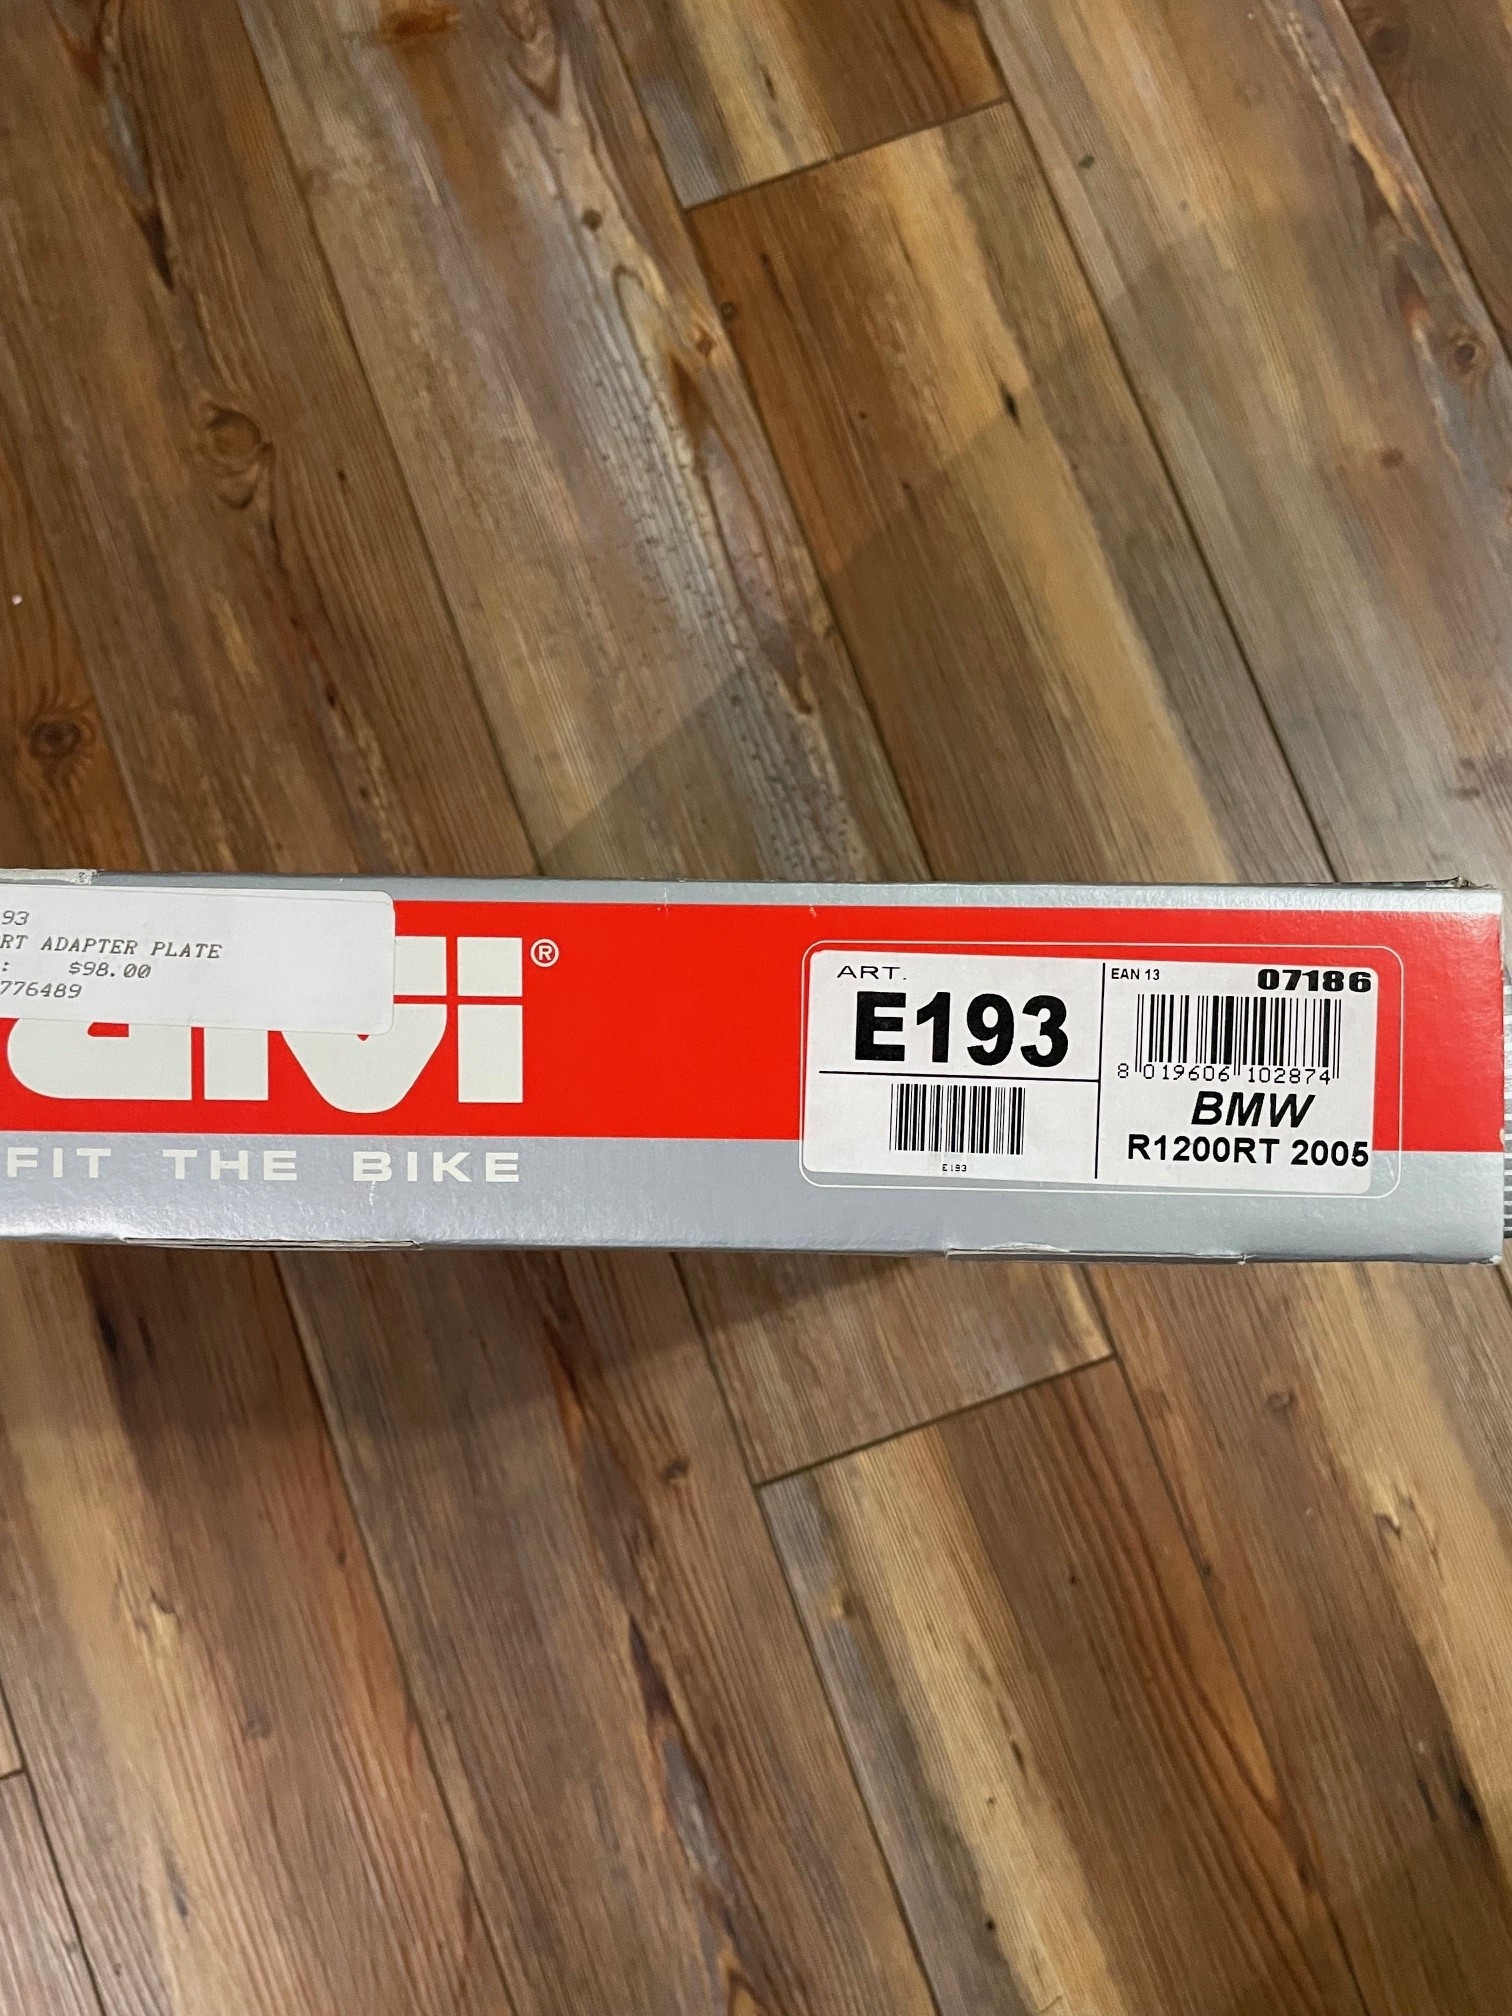 93
RT ADAPTER PLATE
: $98.00
776489
®
FIT THE BIKE
ART.
E193
E193
EAN 13 07186
8 019606 102874
BMW
R1200RT 2005